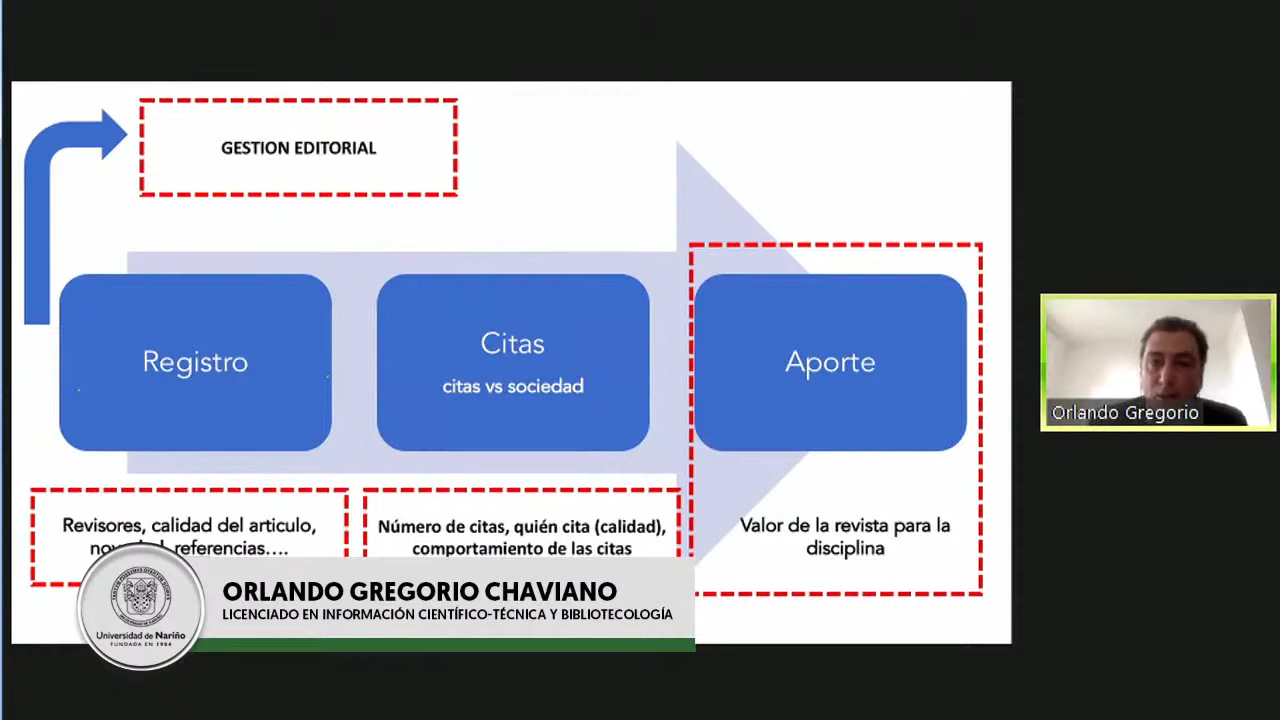 GESTION EDITORIAL
Registro
Citas
citas vs sociedad
Aporte
Revisores, calidad del articulo,
referencias....
Número de citas, quién cita (calidad),
comportamiento de las citas
Valor de la revista para la
disciplina
Orlando Gregorio
ORLANDO GREGORIO CHAVIANO
LICENCIADO EN INFORMACIÓN CIENTÍFICO-TÉCNICA Y BIBLIOTECOLOGÍA
Universidad de Nariño
FUNDADA EN 1904